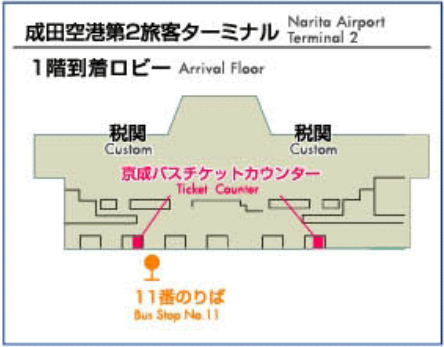 成田空港第2旅客ターミナル Narita Airport Terminal 2
1階到着ロビー Arrival Floor
税関 税関
Custom Custom
京成バスチケットカウンター
Ticket Counter
11番のりば
Bus Stop No.11